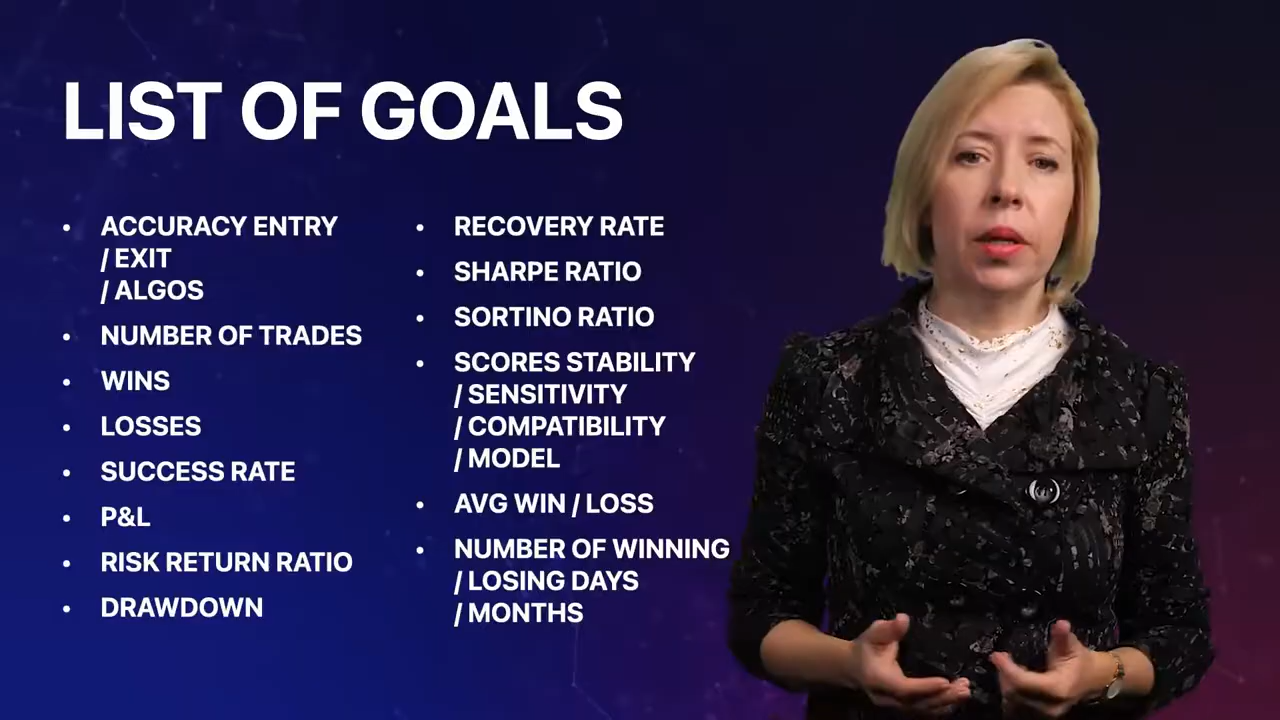 LIST OF GOALS
• ACCURACY ENTRY
/ EXIT
/ ALGOS
• NUMBER OF TRADES
• WINS
• LOSSES
• SUCCESS RATE
• P&L
• RISK RETURN RATIO
• DRAWDOWN
• RECOVERY RATE
• SHARPE RATIO
• SORTINO RATIO
• SCORES STABILITY
/ SENSITIVITY
/ COMPATIBILITY
/ MODEL
• AVG WIN / LOSS
• NUMBER OF WINNING
/ LOSING DAYS
/ MONTHS